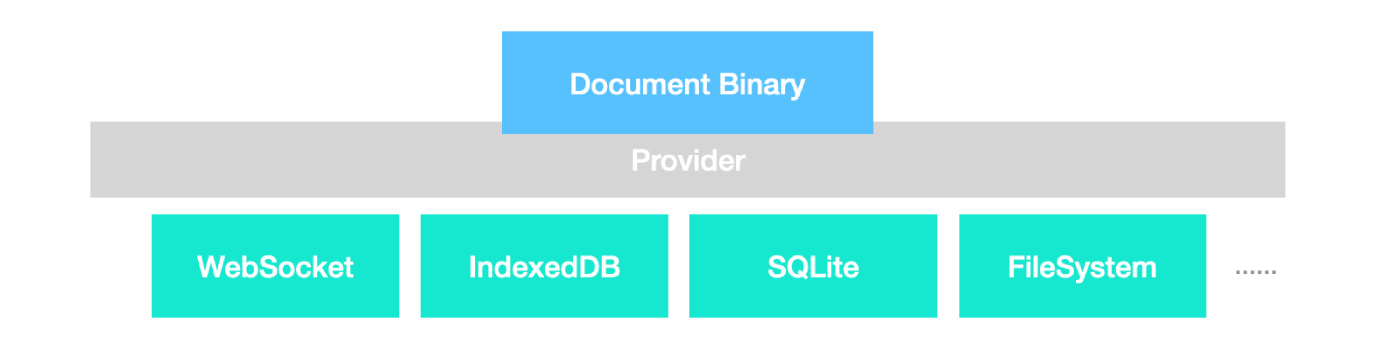 Document Binary
Provider
WebSocket IndexedDB SQLite FileSystem ......